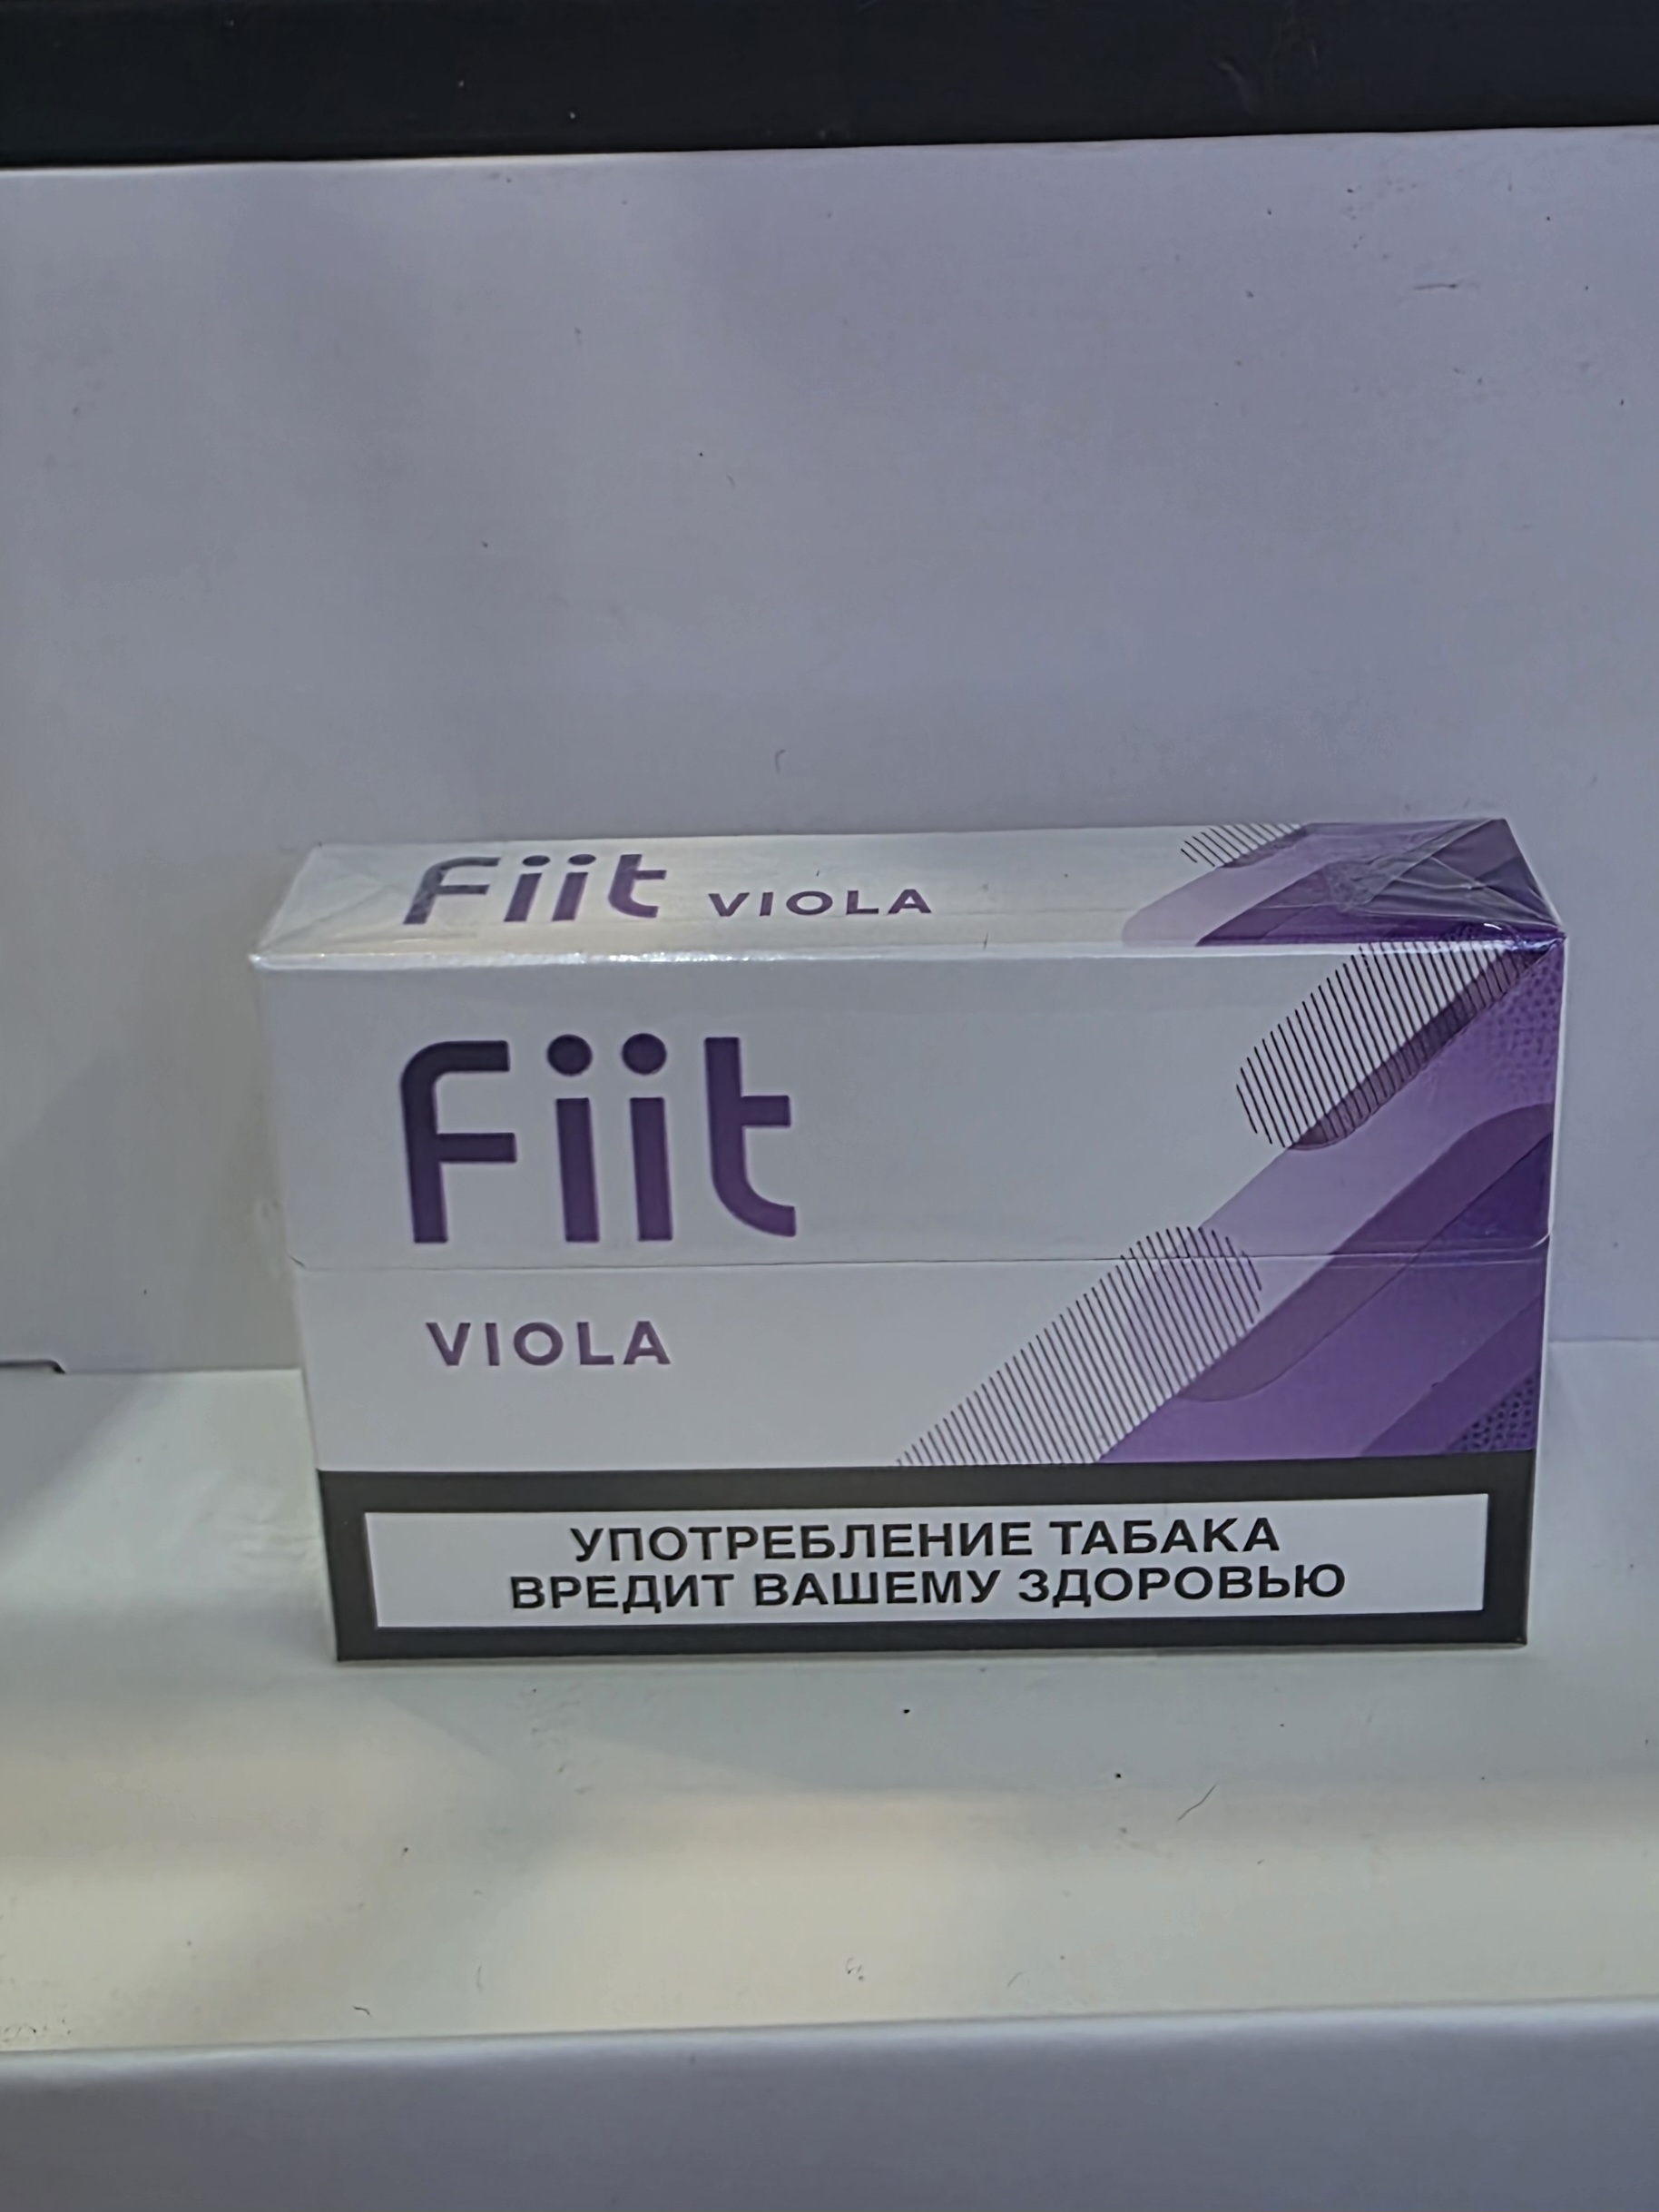 Fiit VIOLA
Fiit
VIOLA
УПОТРЕБЛЕНИЕ ТАБАКА
ВРЕДИТ ВАШЕМУ ЗДОРОВЬЮ